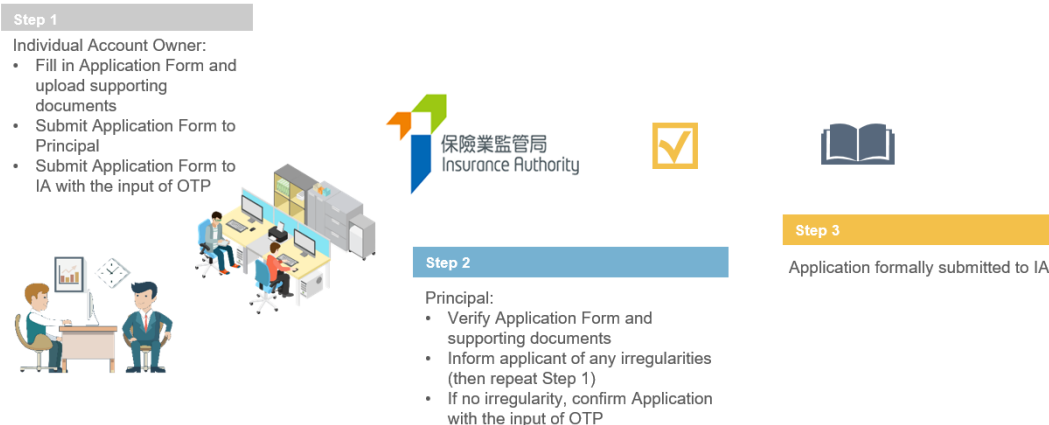 Step 1
Individual Account Owner:
• Fill in Application Form and
upload supporting
documents
• Submit Application Form to
Principal
• Submit Application Form to
IA with the input of OTP
保險業監管局
Insurance Authority
Step 2
Principal:
• Verify Application Form and
supporting documents
• Inform applicant of any irregularities
(then repeat Step 1)
• If no irregularity, confirm Application
with the input of OTP
Step 3
Application formally submitted to IA